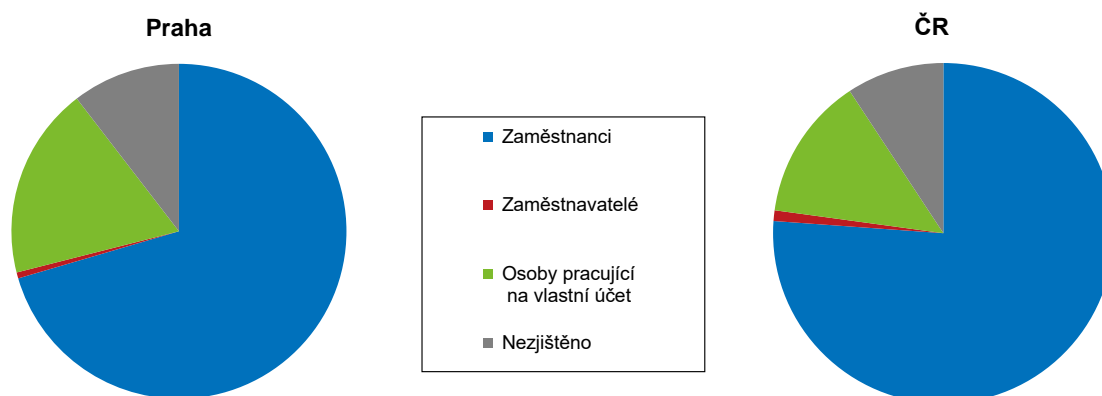 Praha
ČR
Zaměstnanci
Zaměstnavatelé
Osoby pracující
na vlastní účet
Nezjištěno